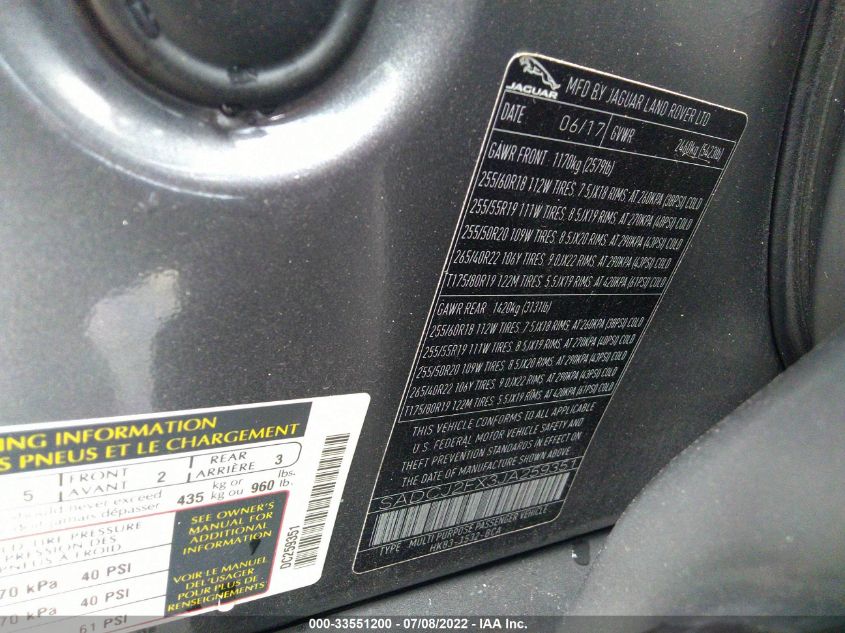 JAGUAR
MFD BY JAGUAR LAND ROVER LTD
DATE 06/17 GVWR 2460kg (5423lb)
GAWR FRONT 1170kg (2579lb)
255/60R18 112W TIRES. 7.5JX18 RIMS. AT 260KPA (38PSI) COLD
255/55R19 111W TIRES. 8.5JX19 RIMS. AT 270KPA (40PSI) COLD
255/50R20 109W TIRES. 8.5JX20 RIMS. AT 290KPA (43PSI) COLD
265/40R22 106Y TIRES. 9.0JX22 RIMS. AT 290KPA (43PSI) COLD
T175/80R19 122M TIRES. 5.5JX19 RIMS. AT 420KPA (61PSI) COLD
GAWR REAR 1420kg (3131lb)
255/60R18 112W TIRES. 7.5JX18 RIMS. AT 260KPA (38PSI) COLD
255/55R19 111W TIRES. 8.5JX19 RIMS. AT 270KPA (40PSI) COLD
255/50R20 109W TIRES. 8.5JX20 RIMS. AT 290KPA (43PSI) COLD
265/40R22 106Y TIRES. 9.0JX22 RIMS. AT 290KPA (43PSI) COLD
T175/80R19 122M TIRES. 5.5JX19 RIMS. AT 420KPA (61PSI) COLD
THIS VEHICLE CONFORMS TO ALL APPLICABLE
U.S. FEDERAL MOTOR VEHICLE SAFETY AND
THEFT PREVENTION STANDARDS IN EFFECT ON
THE DATE OF MANUFACTURE SHOWN ABOVE
SADCJ2FX3JA259351
TYPE: MULTI PURPOSE PASSENGER VEHICLE
HK83-1532-BCA
ING INFORMATION
S PNEUS ET LE CHARGEMENT
5 FRONT AVANT 2 REAR ARRIÈRE 3
should never exceed
doit jamais dépasser 435 kg or kg ou 960 lbs. lb.
TIRE PRESSURE
PRESSION DES
PNEUS À FROID
70 kPa 40 PSI
70 kPa 40 PSI
61 PSI
SEE OWNER'S
MANUAL FOR
ADDITIONAL
INFORMATION
VOIR LE MANUEL
DE L'USAGER
POUR PLUS DE
RENSEIGNEMENTS
DC259351
000-33551200 - 07/08/2022 - IAA Inc.